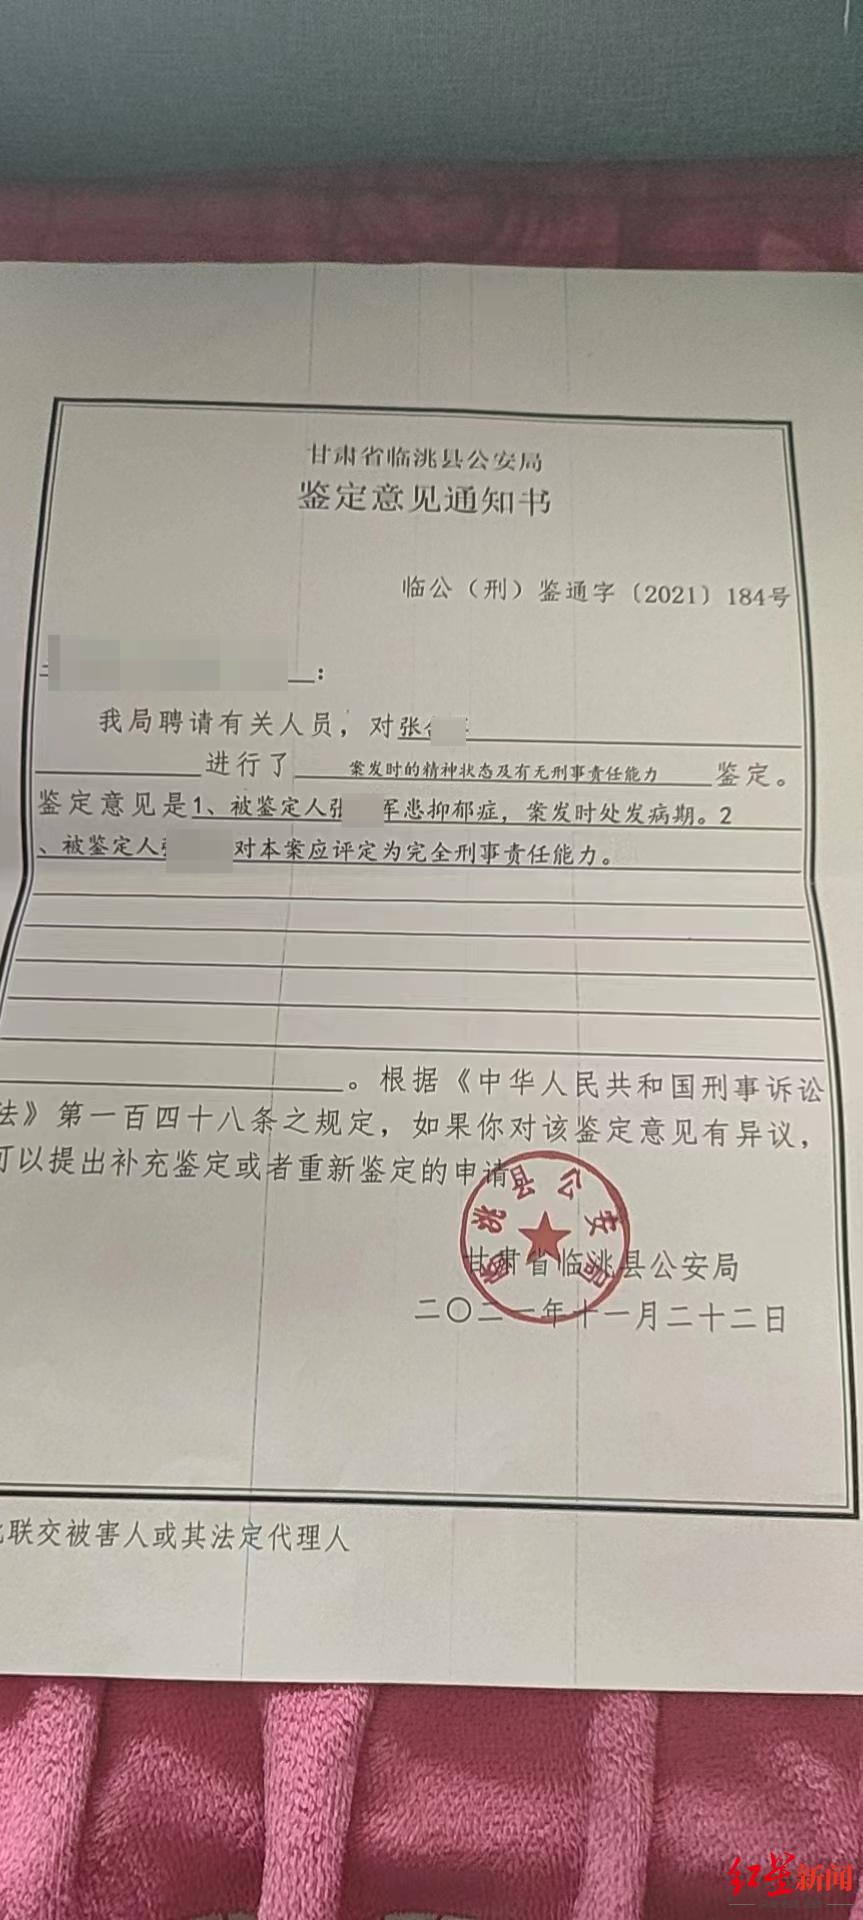 甘肃省临洮县公安局
鉴定意见通知书
临公（刑）鉴通字〔2021〕184号
：
我局聘请有关人员，对张
进行了 案发时的精神状态及有无刑事责任能力 鉴定。
鉴定意见是1、被鉴定人张 军患抑郁症，案发时处发病期。2
、被鉴定人 对本案应评定为完全刑事责任能力。
。根据《中华人民共和国刑事诉讼
法》第一百四十八条之规定，如果你对该鉴定意见有异议，
可以提出补充鉴定或者重新鉴定的申请
临洮县公安局
甘肃省临洮县公安局
二〇二一年十一月二十二日
联交被害人或其法定代理人
红星新闻